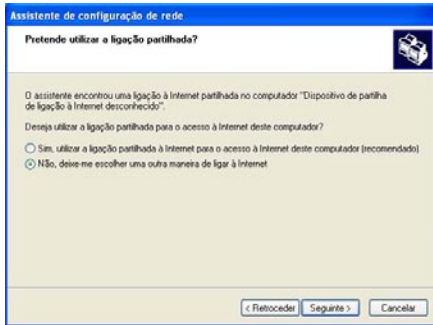 Assistente de configuração de rede
Pretende utilizar a ligação partilhada?
O assistente encontrou uma ligação à Internet partilhada no computador "Dispositivo de partilha
de ligação à Internet desconhecido".
Deseja utilizar a ligação partilhada para o acesso à Internet deste computador?
Sim, utilizar a ligação partilhada à Internet para o acesso à Internet deste computador (recomendado)
Não, deixe-me escolher uma outra maneira de ligar à Internet
< Retroceder Seguinte > Cancelar